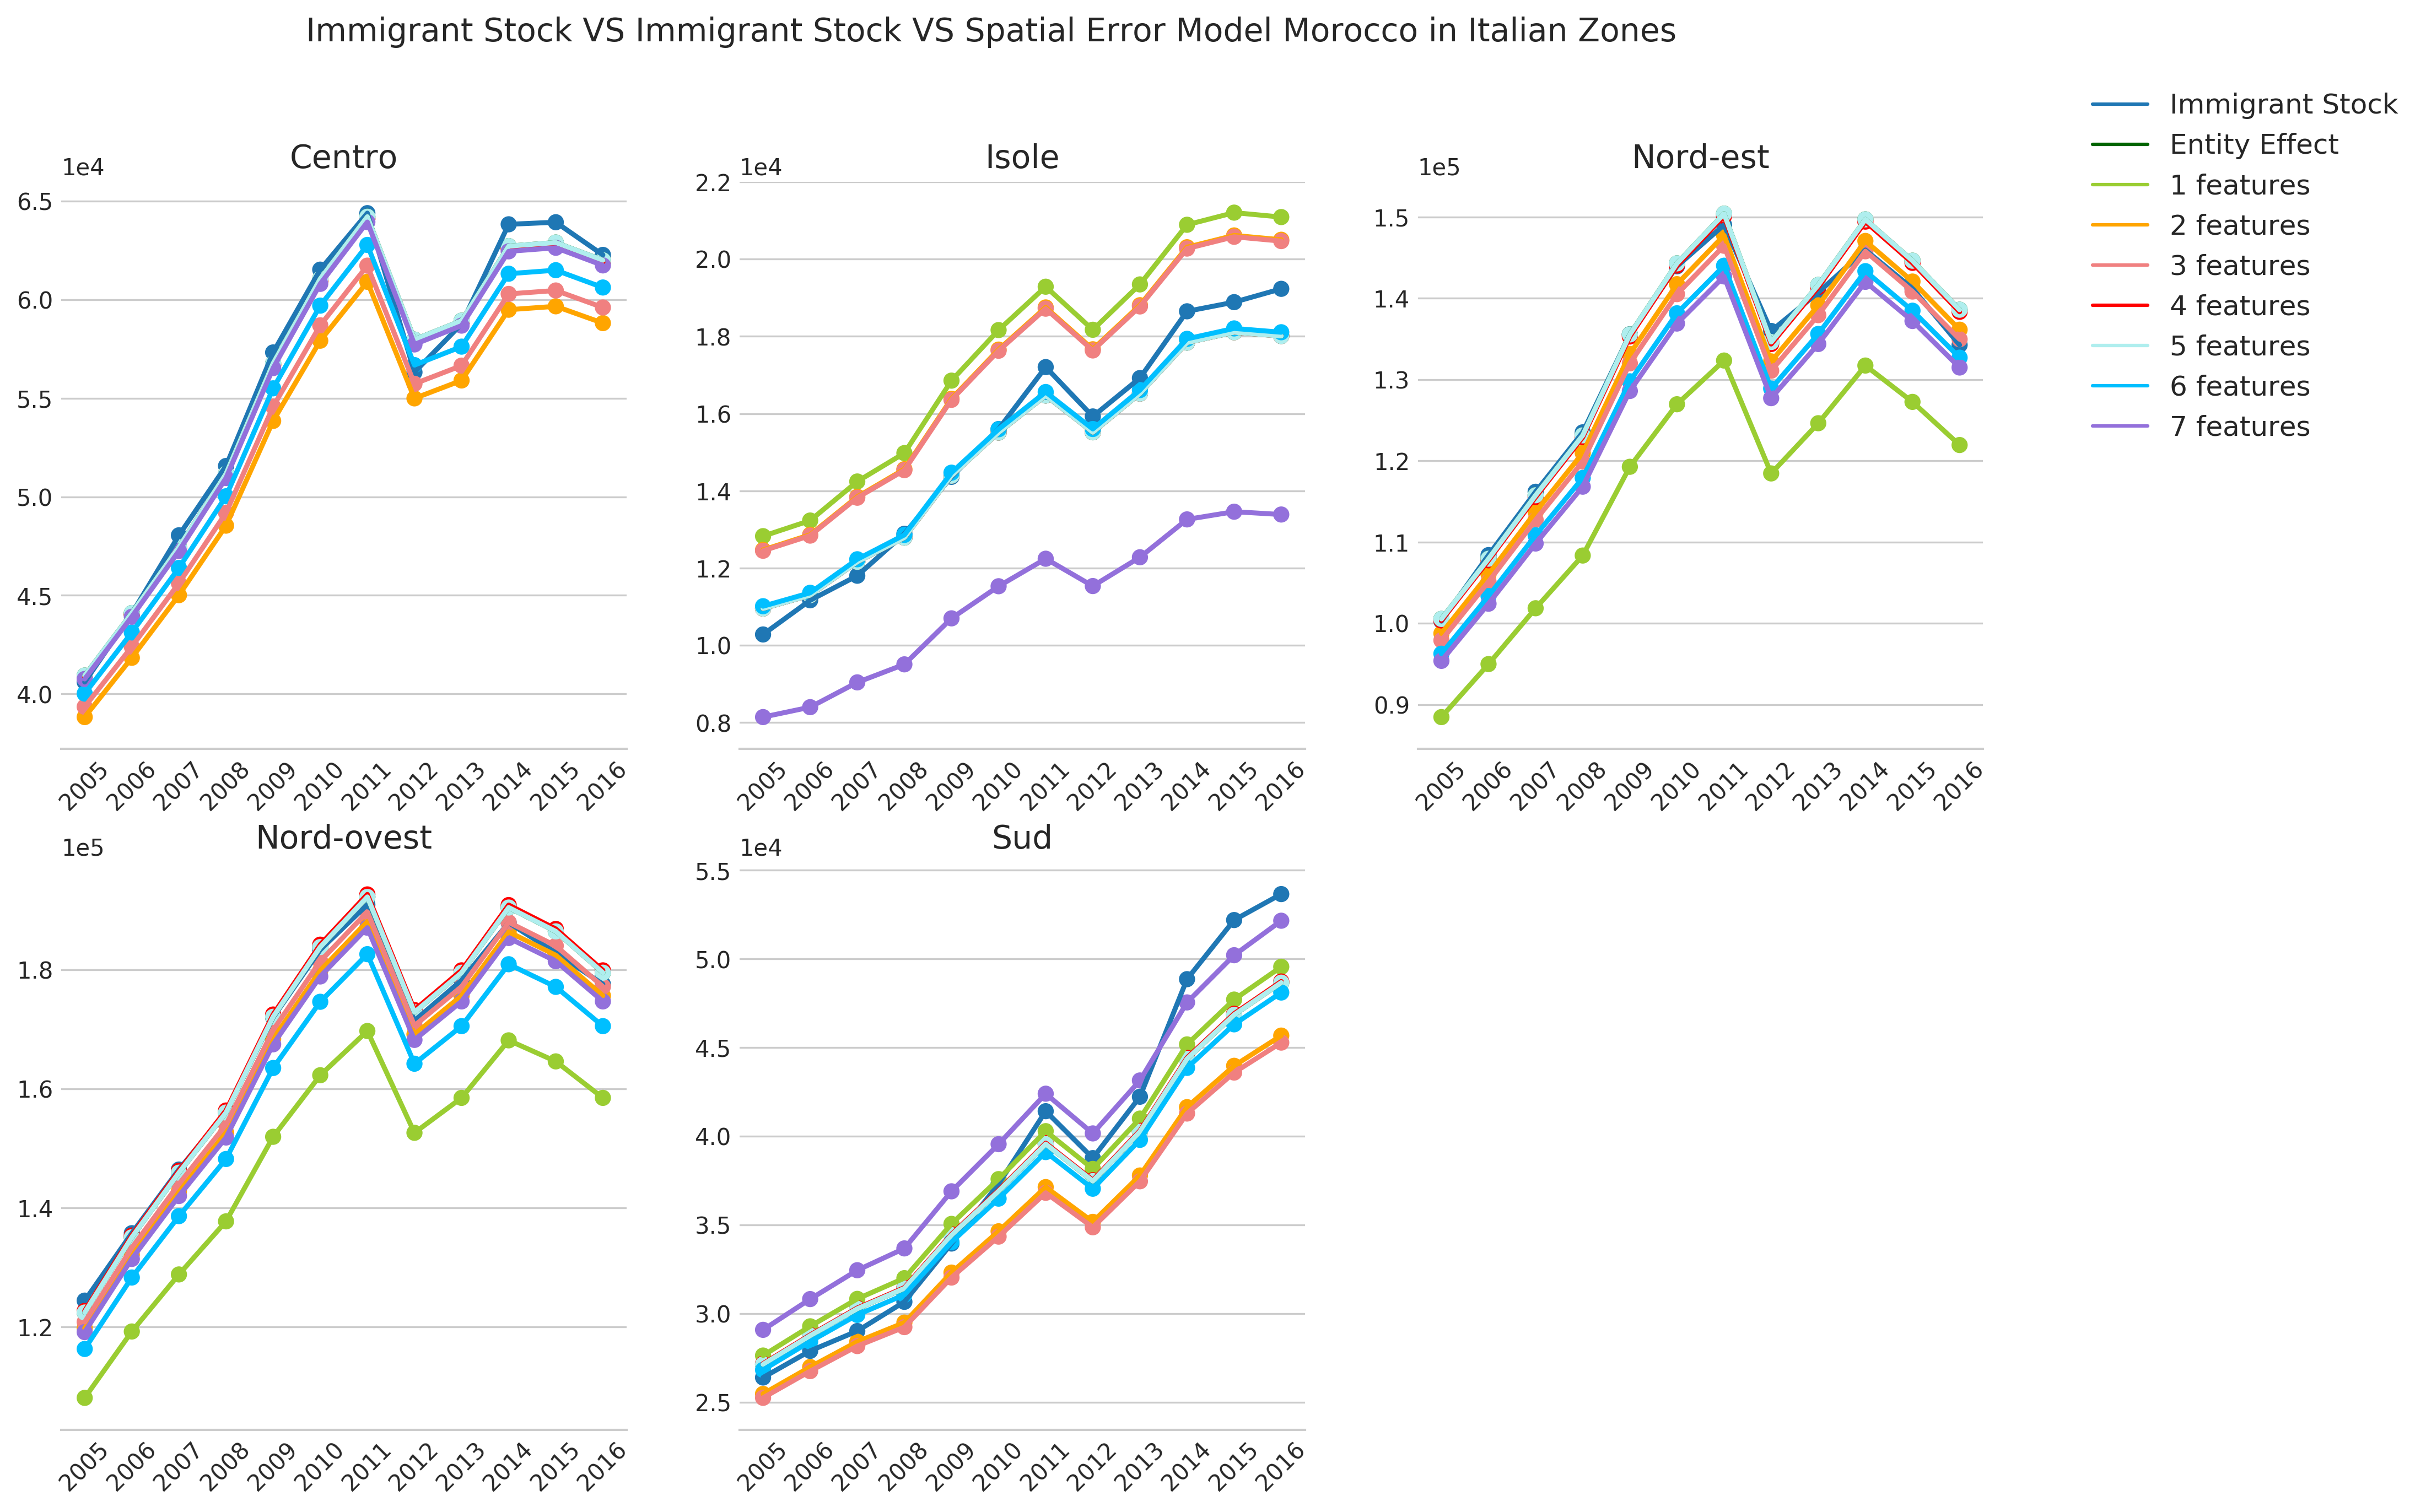 Immigrant Stock VS Immigrant Stock VS Spatial Error Model Morocco in Italian Zones
Immigrant Stock
Entity Effect
1 features
2 features
3 features
4 features
5 features
6 features
7 features
Centro
1e4
6.5
6.0
5.5
5.0
4.5
4.0
2005 2006 2007 2008 2009 2010 2011 2012 2013 2014 2015 2016
Isole
1e4
2.2
2.0
1.8
1.6
1.4
1.2
1.0
0.8
2005 2006 2007 2008 2009 2010 2011 2012 2013 2014 2015 2016
Nord-est
1e5
1.5
1.4
1.3
1.2
1.1
1.0
0.9
2005 2006 2007 2008 2009 2010 2011 2012 2013 2014 2015 2016
Nord-ovest
1e5
1.8
1.6
1.4
1.2
2005 2006 2007 2008 2009 2010 2011 2012 2013 2014 2015 2016
Sud
1e4
5.5
5.0
4.5
4.0
3.5
3.0
2.5
2005 2006 2007 2008 2009 2010 2011 2012 2013 2014 2015 2016